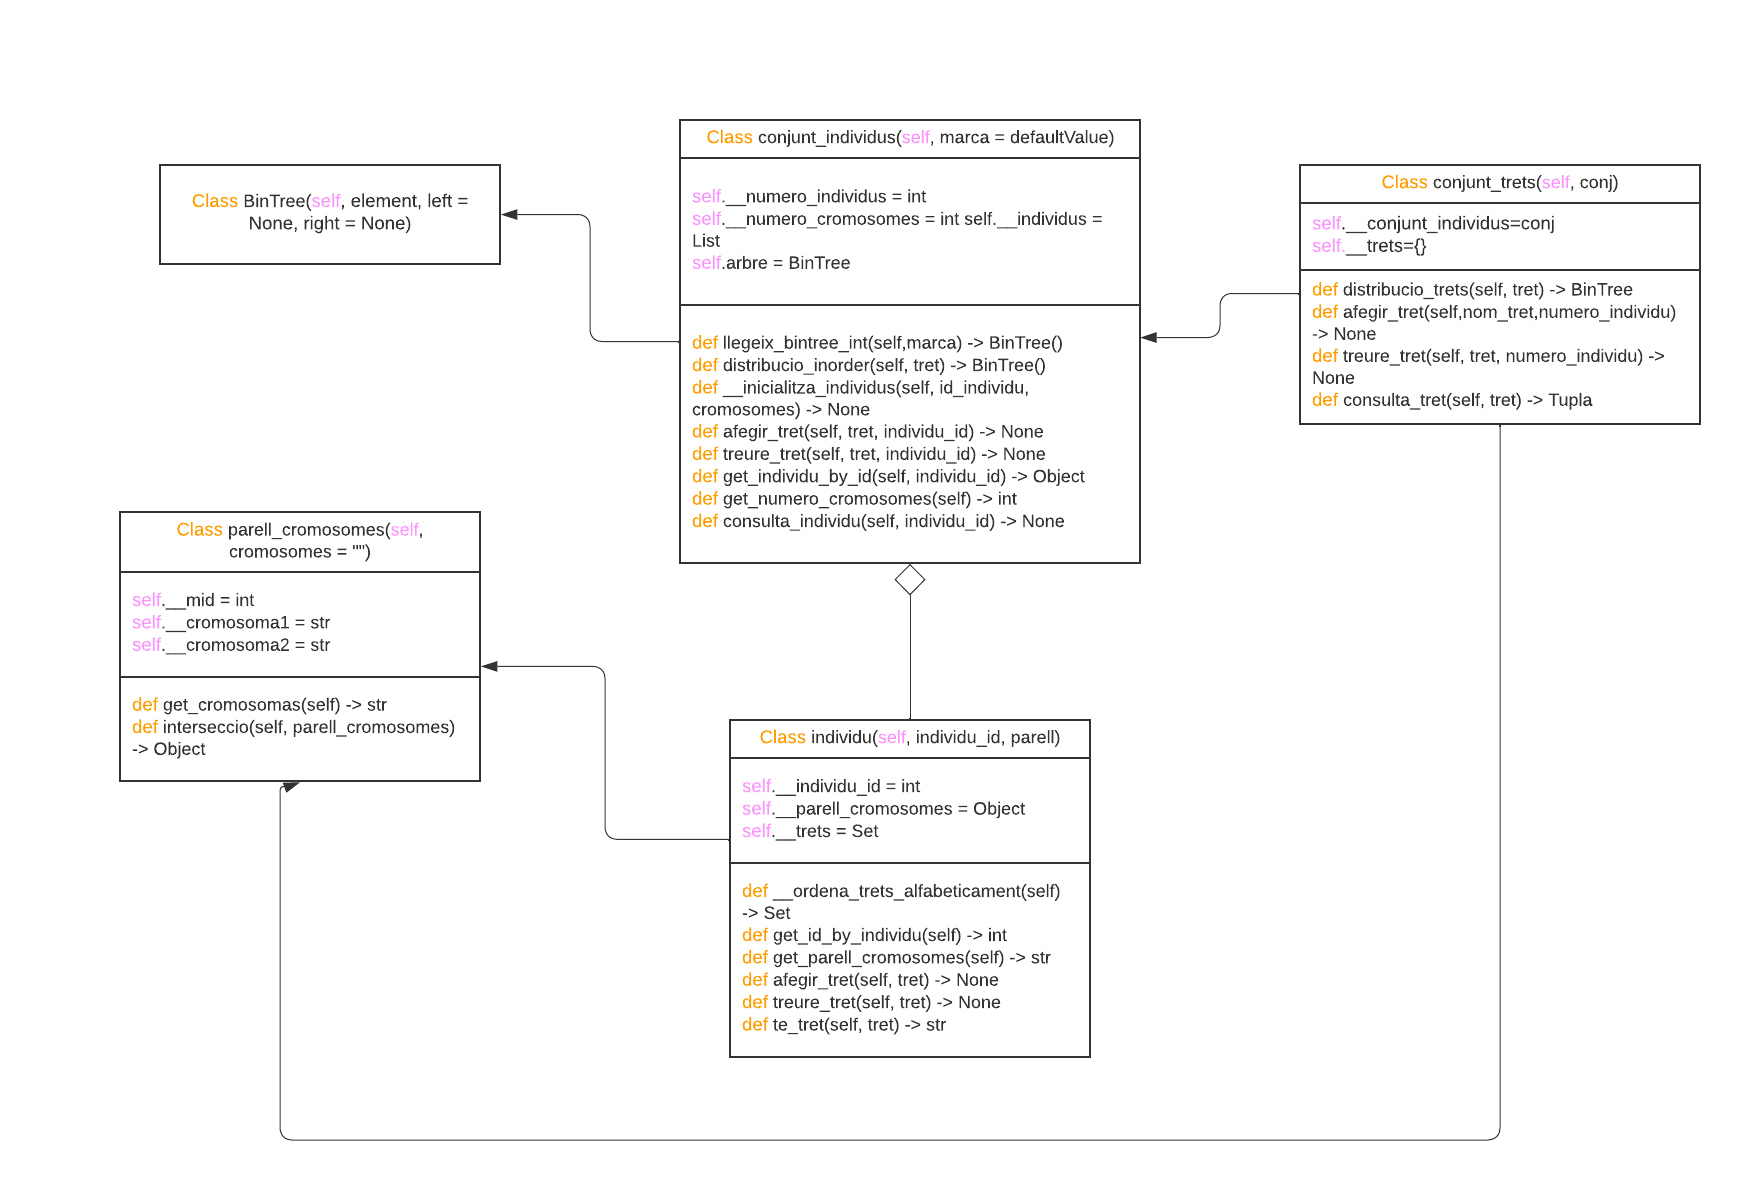 Class BinTree(self, element, left =
None, right = None)
Class conjunt_individus(self, marca = defaultValue)
self.__numero_individus = int
self.__numero_cromosomes = int self.__individus =
List
self.arbre = BinTree
def llegeix_bintree_int(self,marca) -> BinTree()
def distribucio_inorder(self, tret) -> BinTree()
def __inicialitza_individus(self, id_individu,
cromosomes) -> None
def afegir_tret(self, tret, individu_id) -> None
def treure_tret(self, tret, individu_id) -> None
def get_individu_by_id(self, individu_id) -> Object
def get_numero_cromosomes(self) -> int
def consulta_individu(self, individu_id) -> None
Class conjunt_trets(self, conj)
self.__conjunt_individus=conj
self.__trets={}
def distribucio_trets(self, tret) -> BinTree
def afegir_tret(self,nom_tret,numero_individu)
-> None
def treure_tret(self, tret, numero_individu) ->
None
def consulta_tret(self, tret) -> Tupla
Class parell_cromosomes(self,
cromosomes = "")
self.__mid = int
self.__cromosoma1 = str
self.__cromosoma2 = str
def get_cromosomas(self) -> str
def interseccio(self, parell_cromosomes)
-> Object
Class individu(self, individu_id, parell)
self.__individu_id = int
self.__parell_cromosomes = Object
self.__trets = Set
def __ordena_trets_alfabeticament(self)
-> Set
def get_id_by_individu(self) -> int
def get_parell_cromosomes(self) -> str
def afegir_tret(self, tret) -> None
def treure_tret(self, tret) -> None
def te_tret(self, tret) -> str